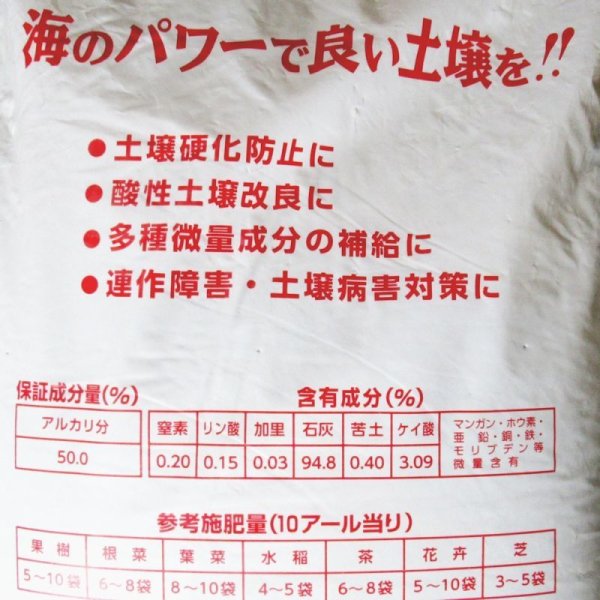 海のパワーで良い土壌を!!
●土壌硬化防止に
●酸性土壌改良に
●多種微量成分の補給に
●連作障害・土壌病害対策に
保証成分量(%)
アルカリ分
50.0
含有成分(%)
窒素 リン酸 加里 石灰 苦土 ケイ酸
0.20 0.15 0.03 94.8 0.40 3.09
マンガン・ホウ素・
亜鉛・銅・鉄・
モリブデン等
微量含有
参考施肥量(10アール当り)
果樹 根菜 葉菜 水稲 茶 花卉 芝
5〜10袋 6〜8袋 8〜10袋 4〜5袋 6〜8袋 5〜10袋 3〜5袋